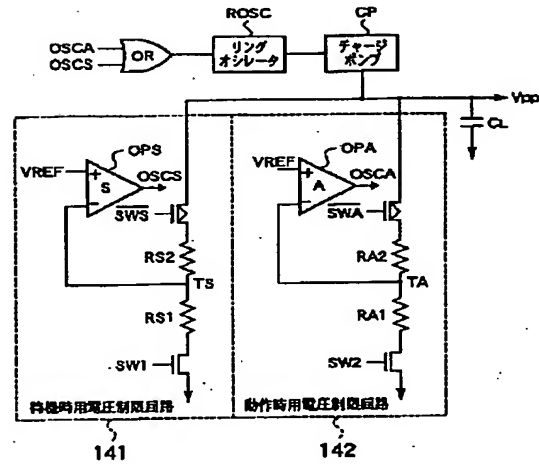 ROSC
CP
OSCA
OSCS
OR
リング
オシレータ
チャージ
ポンプ
Vpp
CL
OPS
VREF
+
S
-
OSCS
SWS
RS2
TS
RS1
SW1
待機時用電圧制限回路
141
OPA
VREF
+
A
-
OSCA
SWA
RA2
TA
RA1
SW2
動作時用電圧制限回路
142